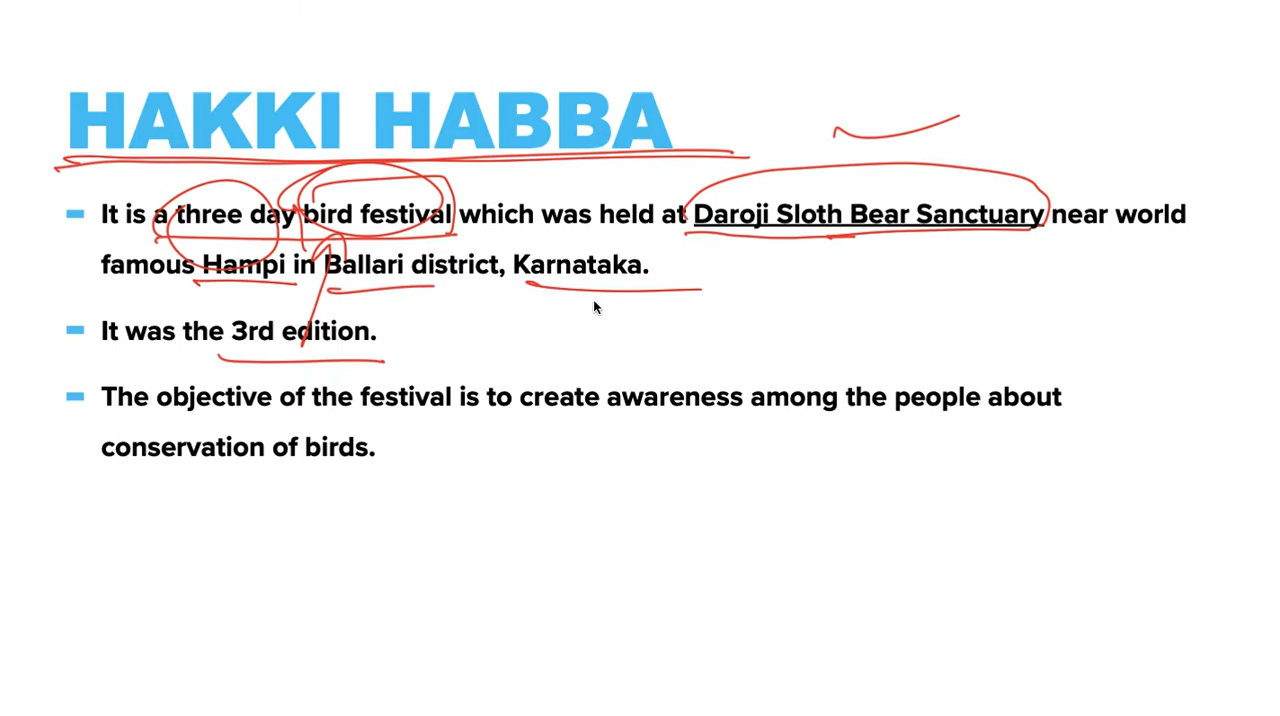 HAKKI HABBA
It is a three day bird festival which was held at Daroji Sloth Bear Sanctuary near world
famous Hampi in Ballari district, Karnataka.
It was the 3rd edition.
The objective of the festival is to create awareness among the people about
conservation of birds.